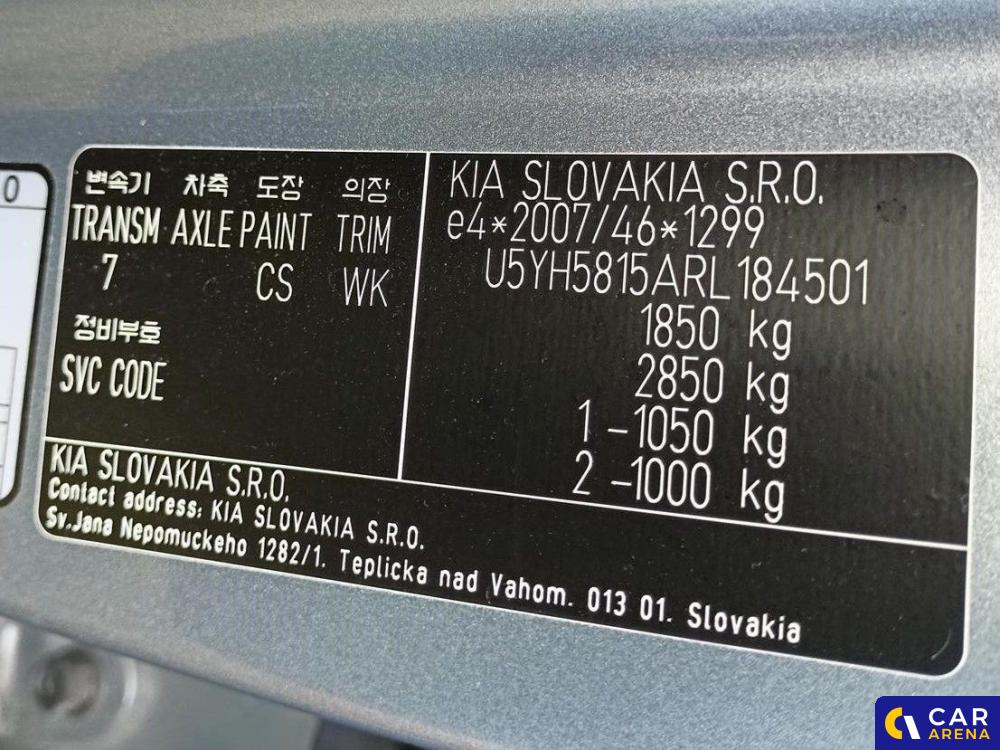 0
변속기 차축 도장 의장
TRANSM AXLE PAINT TRIM
7 CS WK
정비부호
SVC CODE
KIA SLOVAKIA S.R.O.
e4*2007/46*1299
U5YH5815ARL184501
1850 kg
2850 kg
1 -1050 kg
2 -1000 kg
KIA SLOVAKIA S.R.O.
Contact address: KIA SLOVAKIA S.R.O.
Sv.Jana Nepomuckeho 1282/1. Teplicka nad Vahom. 013 01. Slovakia
CAR
ARENA